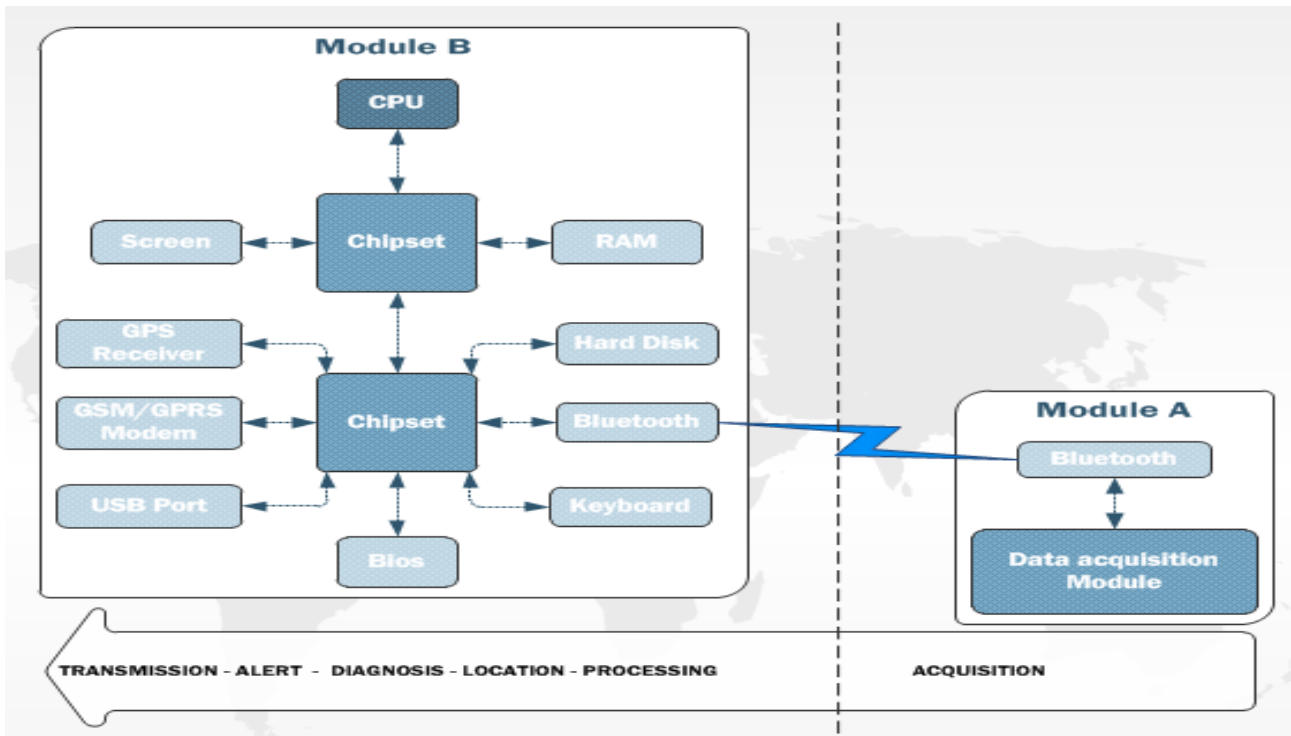 Module B
CPU
Screen
Chipset
RAM
GPS
Receiver
Hard Disk
GSM/GPRS
Modem
Chipset
Bluetooth
USB Port
Keyboard
Bios
Module A
Bluetooth
Data acquisition
Module
TRANSMISSION - ALERT - DIAGNOSIS - LOCATION - PROCESSING
ACQUISITION